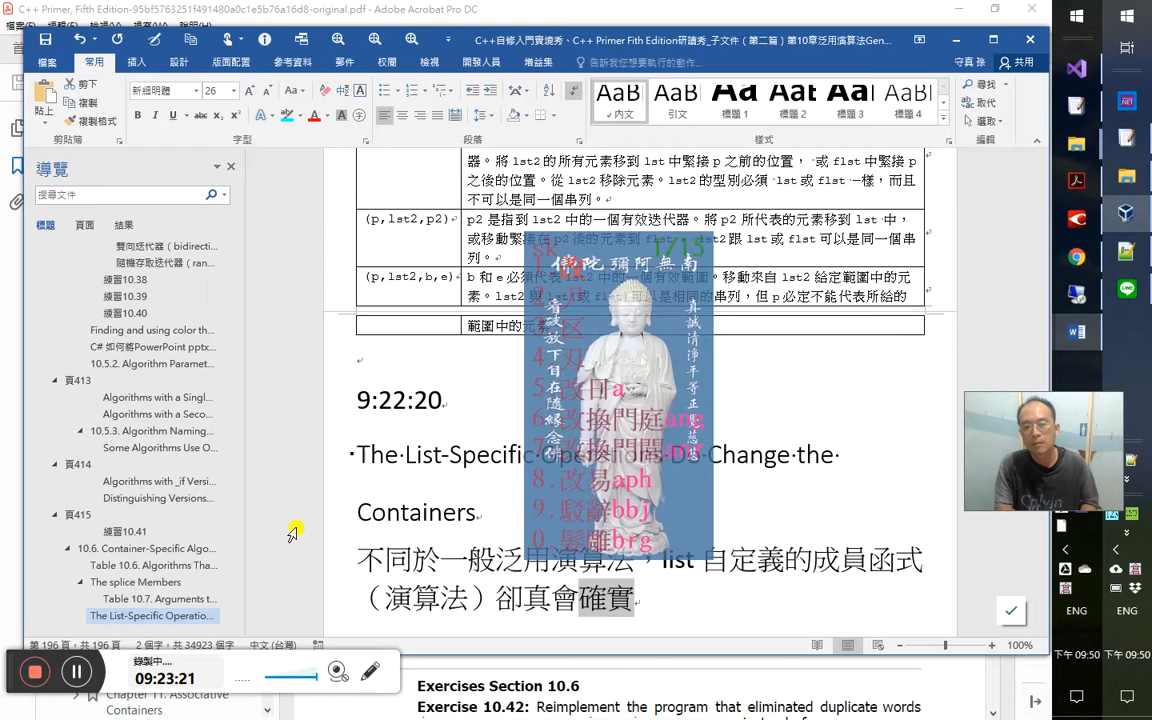 C++ Primer, Fifth Edition-95bf5763251f491480a0c1e5b76a16d8-original.pdf - Adobe Acrobat Pro DC
C++自修入門實境秀、C++ Primer Fifth Edition研讀秀_子文件（第二篇）第10章泛用演算法Gen...
檔案 常用 插入 設計 版面配置 參考資料 郵件 校閱 檢視 開發人員 增益集 告訴我您想要執行的動作... 守真 孫 共用
貼上 剪下 複製 複製格式
新細明體 26
AaB AaBl AaB AaB AaB AaB
內文 引文 標題 1 標題 2 標題 3 標題 4
尋找 取代 選取
剪貼簿 字型 段落 樣式 編輯
導覽
搜尋文件
標題 頁面 結果
雙向迭代器（bidirecti...
隨機存取迭代器（ran...
練習10.38
練習10.39
練習10.40
Finding and using color th...
C# 如何將PowerPoint pptx...
10.5.2. Algorithm Paramet...
頁413
Algorithms with a Singl...
Algorithms with a Seco...
10.5.3. Algorithm Naming...
Some Algorithms Use O...
頁414
Algorithms with _if Versi...
Distinguishing Versions...
頁415
練習10.41
10.6. Container-Specific Algo...
Table 10.6. Algorithms Tha...
The splice Members
Table 10.7. Arguments t...
The List-Specific Operatio...
器。將 lst2 的所有元素移到 lst 中緊接 p 之前的位置， 或 flst 中緊接 p
之後的位置。從 lst2 移除元素。lst2 的型別必須 lst 或 flst 一樣，而且
不可以是同一個串列。
(p,lst2,p2)
p2 是指到 lst2 中的一個有效迭代器。將 p2 所代表的元素移到 lst 中，
或移動緊接在 p2 後的元素到 flst lst2 跟 lst 或 flst 可以是同一個串
列。
(p,lst2,b,e)
b 和 e 必須代表 lst2 中的一個有效範圍。移動來自 lst2 給定範圍中的元
素。lst2 與 lst（或 flst）可以是相同的串列，但 p 必定不能代表所給的
範圍中的元素
9:22:20
The List-Specific Operations Do Change the
Containers
不同於一般泛用演算法，list 自定義的成員函式
（演算法）卻真會確實
sk 1/15
南無阿彌陀佛
看破放下自在隨緣念佛
真誠清淨平等正覺慈悲
1.改
2.
3.
4.
5.改日a
6.改換門庭ang
7.改換門閭anr
8.改易aph
9.駁辭bbj
0.髣髴brg
第 196 頁，共 196 頁 2 個字，共 34923 個字 中文 (台灣) 100%
錄製中....
09:23:21
Chapter 11. Associative
Containers
Exercises Section 10.6
Exercise 10.42: Reimplement the program that eliminated duplicate words
ENG ENG
下午 09:50 下午 09:50